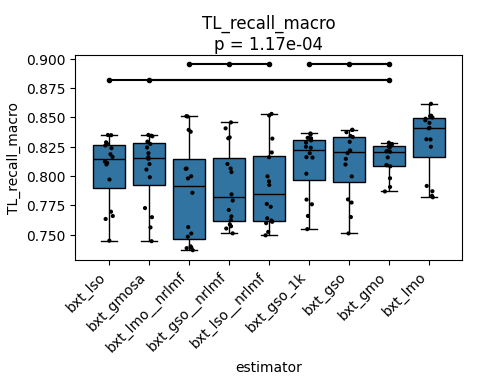 TL_recall_macro
p = 1.17e-04
TL_recall_macro
0.900
0.875
0.850
0.825
0.800
0.775
0.750
bxt_lso
bxt_gmosa
bxt_lmo__nrlmf
bxt_gso__nrlmf
bxt_lso__nrlmf
bxt_gso_1k
bxt_gso
bxt_gmo
bxt_lmo
estimator